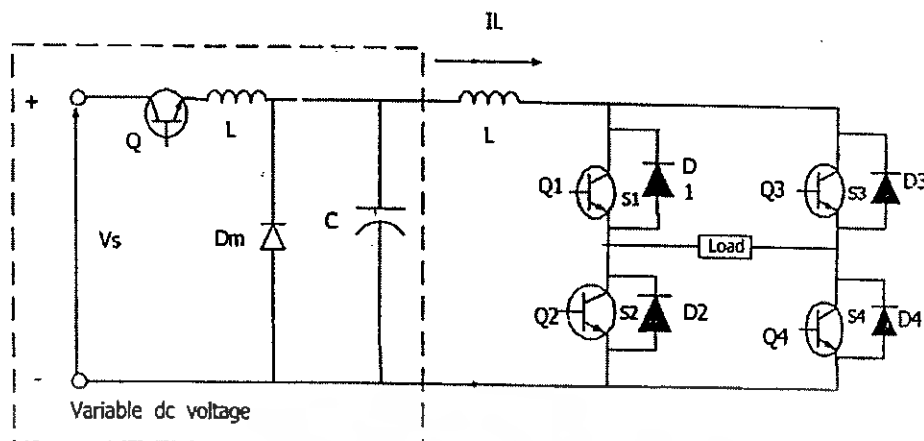 IL
+
Q
L
L
D
1
D3
Q1
S1
Q3
S3
Vs
Dm
C
Load
Q2
S2
D2
Q4
S4
D4
-
Variable dc voltage